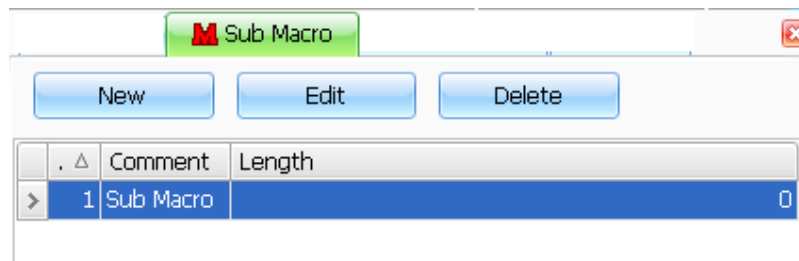 Sub Macro
New Edit Delete
. Comment Length
1 Sub Macro 0